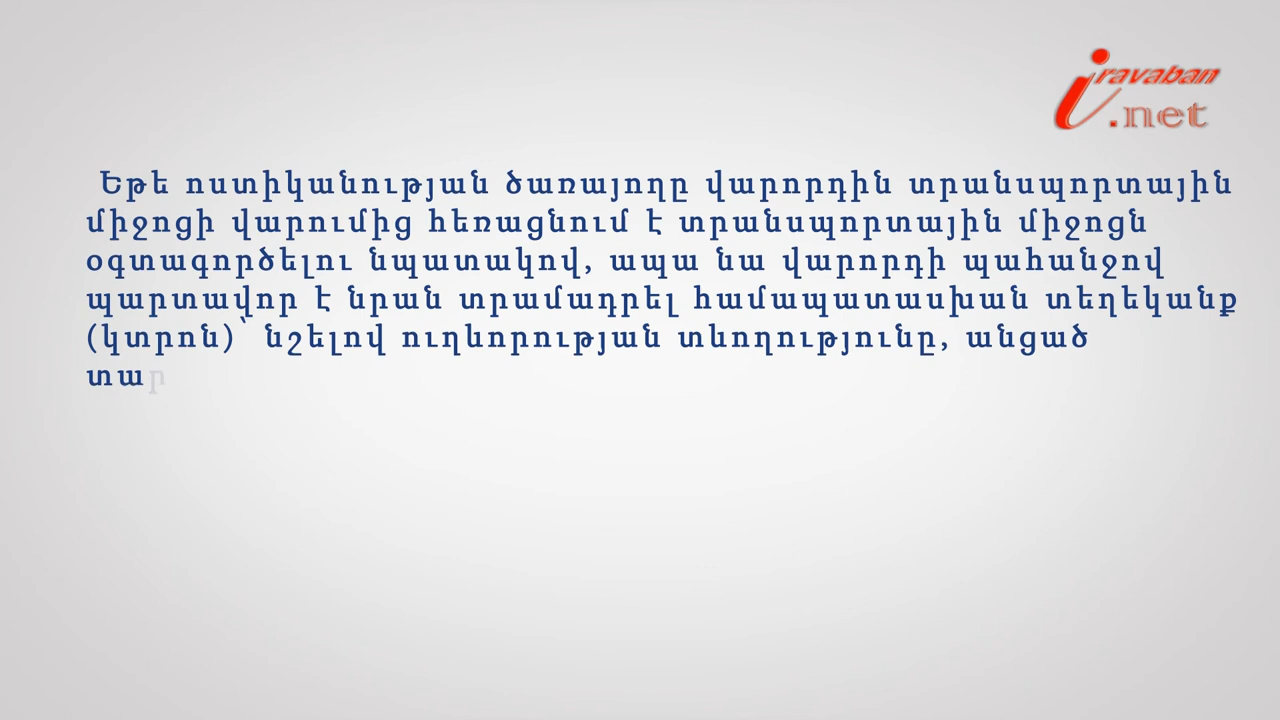 iravaban
.net
Եթե ոստիկանության ծառայողը վարորդին տրանսպորտային
միջոցի վարումից հեռացնում է տրանսպորտային միջոցն
օգտագործելու նպատակով, ապա նա վարորդի պահանջով
պարտավոր է նրան տրամադրել համապատասխան տեղեկանք
(կտրոն)՝ նշելով ուղևորության տևողությունը, անցած
տար